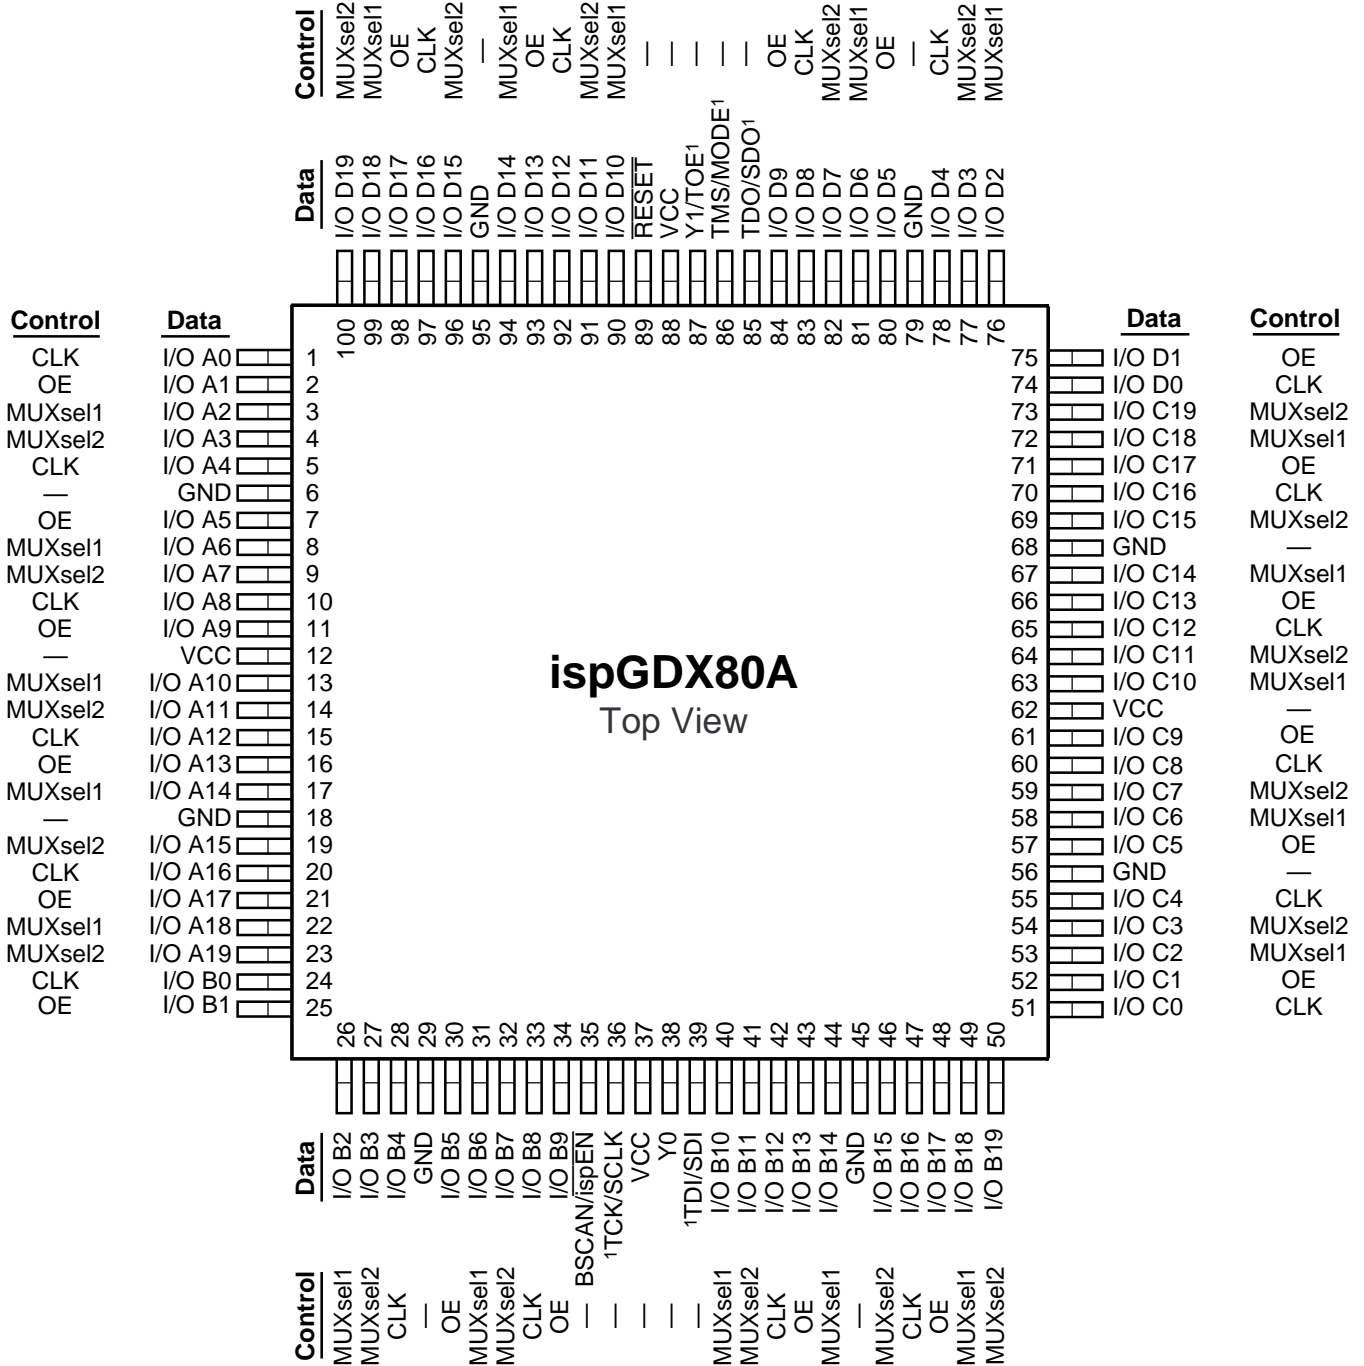 Control MUXsel2 MUXsel1 OE CLK MUXsel2 — MUXsel1 OE CLK MUXsel2 MUXsel1 — — — — — OE CLK MUXsel2 MUXsel1 OE — CLK MUXsel2 MUXsel1
Data I/O D19 I/O D18 I/O D17 I/O D16 I/O D15 GND I/O D14 I/O D13 I/O D12 I/O D11 I/O D10 RESET VCC Y1/TOE¹ TMS/MODE¹ TDO/SDO¹ I/O D9 I/O D8 I/O D7 I/O D6 I/O D5 GND I/O D4 I/O D3 I/O D2
100 99 98 97 96 95 94 93 92 91 90 89 88 87 86 85 84 83 82 81 80 79 78 77 76
Control Data Data Control
CLK I/O A0 1 75 I/O D1 OE
OE I/O A1 2 74 I/O D0 CLK
MUXsel1 I/O A2 3 73 I/O C19 MUXsel2
MUXsel2 I/O A3 4 72 I/O C18 MUXsel1
CLK I/O A4 5 71 I/O C17 OE
— GND 6 70 I/O C16 CLK
OE I/O A5 7 69 I/O C15 MUXsel2
MUXsel1 I/O A6 8 68 GND —
MUXsel2 I/O A7 9 67 I/O C14 MUXsel1
CLK I/O A8 10 66 I/O C13 OE
OE I/O A9 11 65 I/O C12 CLK
— VCC 12 64 I/O C11 MUXsel2
ispGDX80A
MUXsel1 I/O A10 13 63 I/O C10 MUXsel1
MUXsel2 I/O A11 14 62 VCC —
Top View
CLK I/O A12 15 61 I/O C9 OE
OE I/O A13 16 60 I/O C8 CLK
MUXsel1 I/O A14 17 59 I/O C7 MUXsel2
— GND 18 58 I/O C6 MUXsel1
MUXsel2 I/O A15 19 57 I/O C5 OE
CLK I/O A16 20 56 GND —
OE I/O A17 21 55 I/O C4 CLK
MUXsel1 I/O A18 22 54 I/O C3 MUXsel2
MUXsel2 I/O A19 23 53 I/O C2 MUXsel1
CLK I/O B0 24 52 I/O C1 OE
OE I/O B1 25 51 I/O C0 CLK
26 27 28 29 30 31 32 33 34 35 36 37 38 39 40 41 42 43 44 45 46 47 48 49 50
Data I/O B2 I/O B3 I/O B4 GND I/O B5 I/O B6 I/O B7 I/O B8 I/O B9 BSCAN/ispEN ¹TCK/SCLK VCC Y0 ¹TDI/SDI I/O B10 I/O B11 I/O B12 I/O B13 I/O B14 GND I/O B15 I/O B16 I/O B17 I/O B18 I/O B19
Control MUXsel1 MUXsel2 CLK — OE MUXsel1 MUXsel2 CLK OE — — — — — MUXsel1 MUXsel2 CLK OE MUXsel1 — MUXsel2 CLK OE MUXsel1 MUXsel2